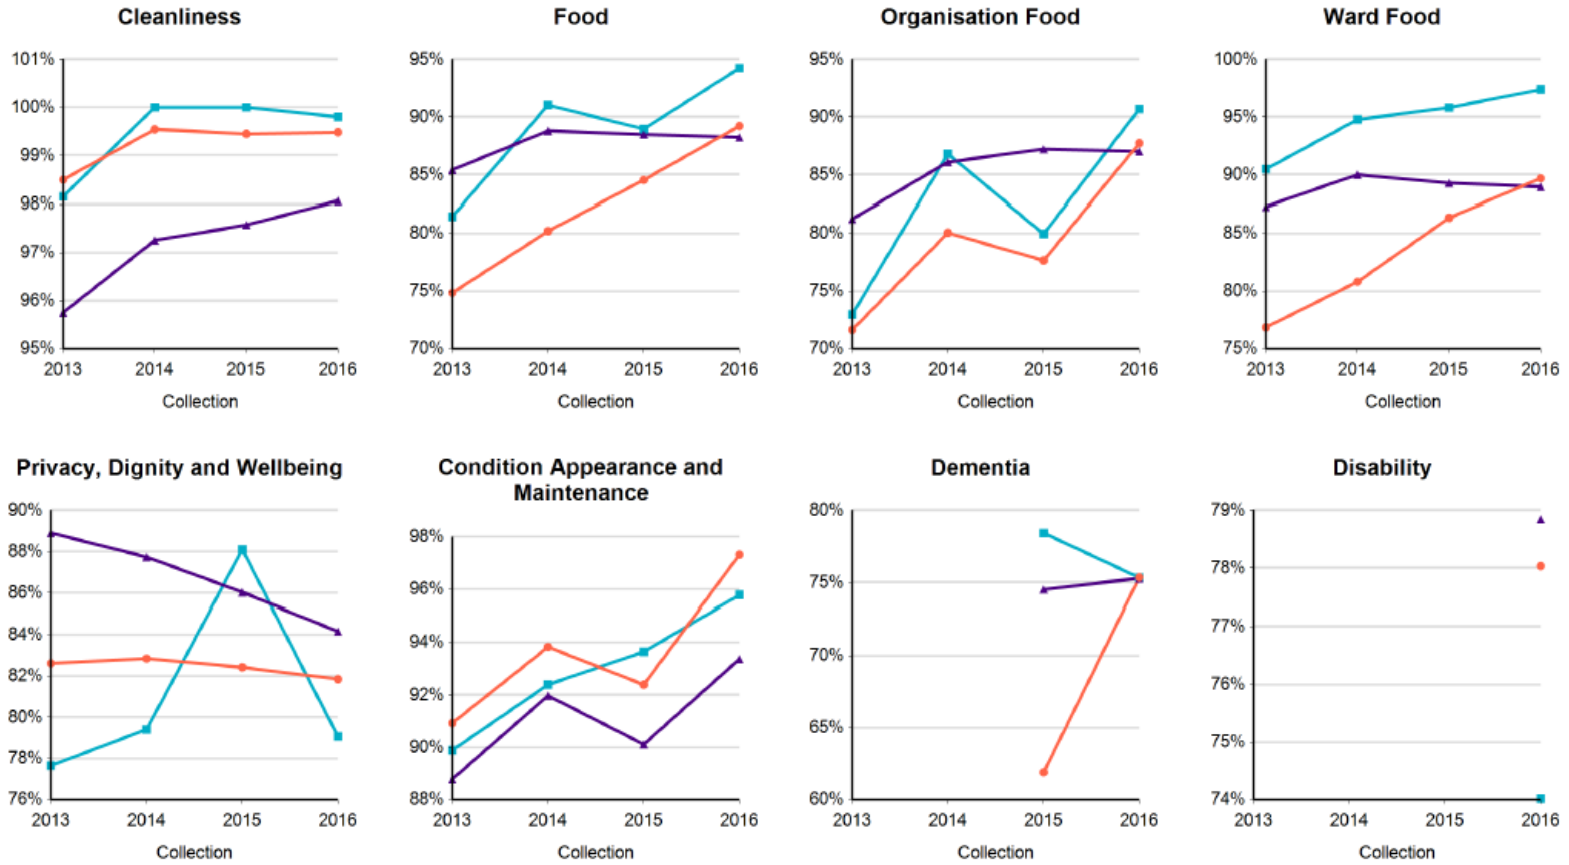 Cleanliness
101%
100%
99%
98%
97%
96%
95%
2013 2014 2015 2016
Collection
Food
95%
90%
85%
80%
75%
70%
2013 2014 2015 2016
Collection
Organisation Food
95%
90%
85%
80%
75%
70%
2013 2014 2015 2016
Collection
Ward Food
100%
95%
90%
85%
80%
75%
2013 2014 2015 2016
Collection
Privacy, Dignity and Wellbeing
90%
88%
86%
84%
82%
80%
78%
76%
2013 2014 2015 2016
Collection
Condition Appearance and
Maintenance
98%
96%
94%
92%
90%
88%
2013 2014 2015 2016
Collection
Dementia
80%
75%
70%
65%
60%
2013 2014 2015 2016
Collection
Disability
79%
78%
77%
76%
75%
74%
2013 2014 2015 2016
Collection